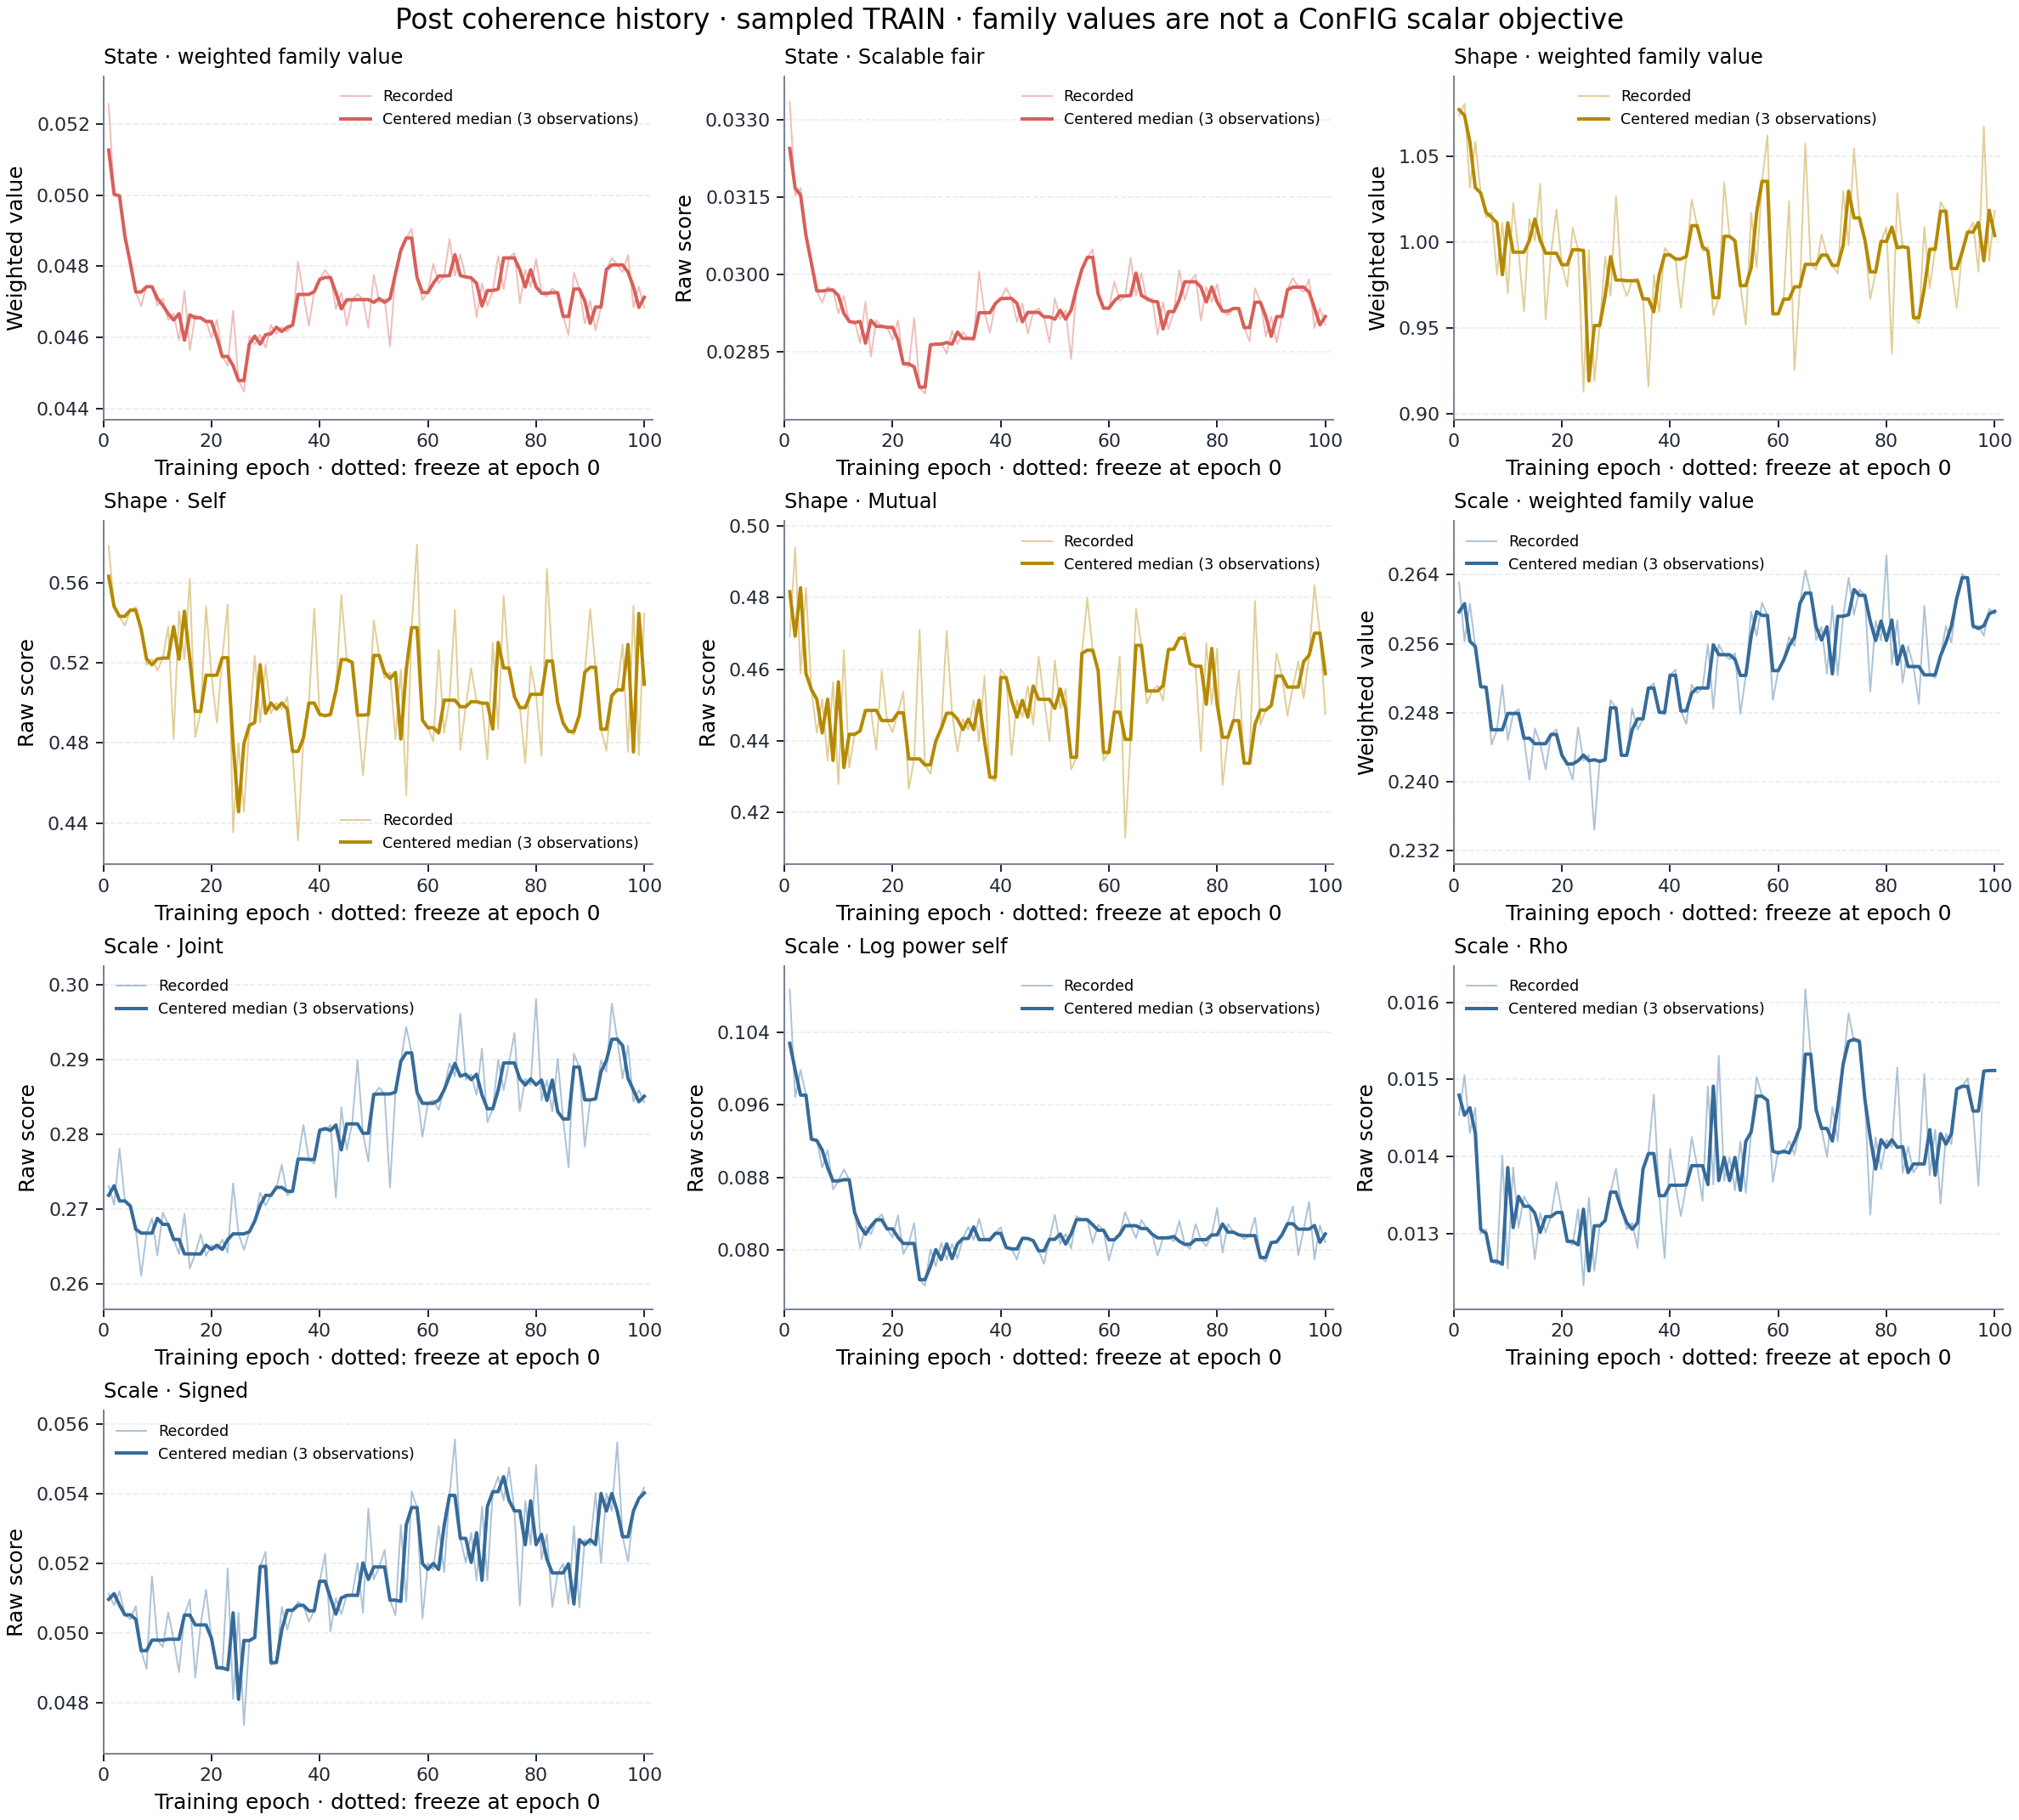 Post coherence history · sampled TRAIN · family values are not a ConFIG scalar objective
State · weighted family value
Recorded
Centered median (3 observations)
Weighted value
0.052
0.050
0.048
0.046
0.044
0 20 40 60 80 100
Training epoch · dotted: freeze at epoch 0
State · Scalable fair
Recorded
Centered median (3 observations)
Raw score
0.0330
0.0315
0.0300
0.0285
0 20 40 60 80 100
Training epoch · dotted: freeze at epoch 0
Shape · weighted family value
Recorded
Centered median (3 observations)
Weighted value
1.05
1.00
0.95
0.90
0 20 40 60 80 100
Training epoch · dotted: freeze at epoch 0
Shape · Self
Raw score
0.56
0.52
0.48
0.44
Recorded
Centered median (3 observations)
0 20 40 60 80 100
Training epoch · dotted: freeze at epoch 0
Shape · Mutual
Recorded
Centered median (3 observations)
Raw score
0.50
0.48
0.46
0.44
0.42
0 20 40 60 80 100
Training epoch · dotted: freeze at epoch 0
Scale · weighted family value
Recorded
Centered median (3 observations)
Weighted value
0.264
0.256
0.248
0.240
0.232
0 20 40 60 80 100
Training epoch · dotted: freeze at epoch 0
Scale · Joint
Recorded
Centered median (3 observations)
Raw score
0.30
0.29
0.28
0.27
0.26
0 20 40 60 80 100
Training epoch · dotted: freeze at epoch 0
Scale · Log power self
Recorded
Centered median (3 observations)
Raw score
0.104
0.096
0.088
0.080
0 20 40 60 80 100
Training epoch · dotted: freeze at epoch 0
Scale · Rho
Recorded
Centered median (3 observations)
Raw score
0.016
0.015
0.014
0.013
0 20 40 60 80 100
Training epoch · dotted: freeze at epoch 0
Scale · Signed
Recorded
Centered median (3 observations)
Raw score
0.056
0.054
0.052
0.050
0.048
0 20 40 60 80 100
Training epoch · dotted: freeze at epoch 0